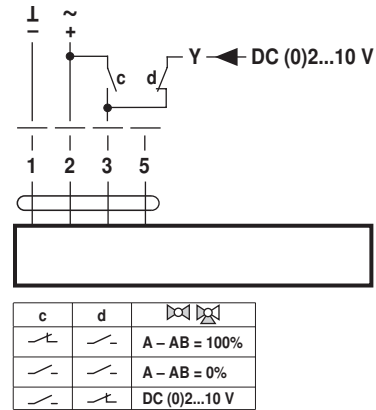 ⊥ ~
– +
c d Y DC (0)2...10 V
1 2 3 5
c d
A – AB = 100%
A – AB = 0%
DC (0)2...10 V